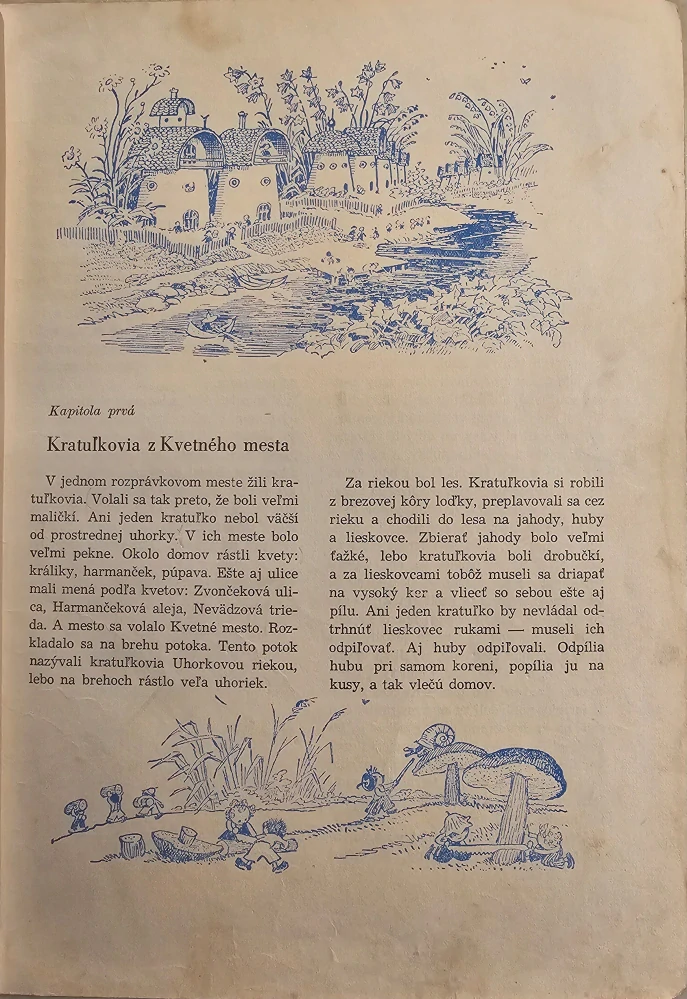 Kapitola prvá
Kratuľkovia z Kvetného mesta
V jednom rozprávkovom meste žili kra-
tuľkovia. Volali sa tak preto, že boli veľmi
maličkí. Ani jeden kratuľko nebol väčší
od prostrednej uhorky. V ich meste bolo
veľmi pekne. Okolo domov rástli kvety:
králiky, harmanček, púpava. Ešte aj ulice
mali mená podľa kvetov: Zvončeková uli-
ca, Harmančeková aleja, Nevädzová trie-
da. A mesto sa volalo Kvetné mesto. Roz-
kladalo sa na brehu potoka. Tento potok
nazývali kratuľkovia Uhorkovou riekou,
lebo na brehoch rástlo veľa uhoriek.
Za riekou bol les. Kratuľkovia si robili
z brezovej kôry loďky, preplavovali sa cez
rieku a chodili do lesa na jahody, huby
a lieskovce. Zbierať jahody bolo veľmi
ťažké, lebo kratuľkovia boli drobučkí,
a za lieskovcami tobôž museli sa driapať
na vysoký ker a vliecť so sebou ešte aj
pílu. Ani jeden kratuľko by nevládal od-
trhnúť lieskovec rukami — museli ich
odpiľovať. Aj huby odpiľovali. Odpília
hubu pri samom koreni, popília ju na
kusy, a tak vlečú domov.